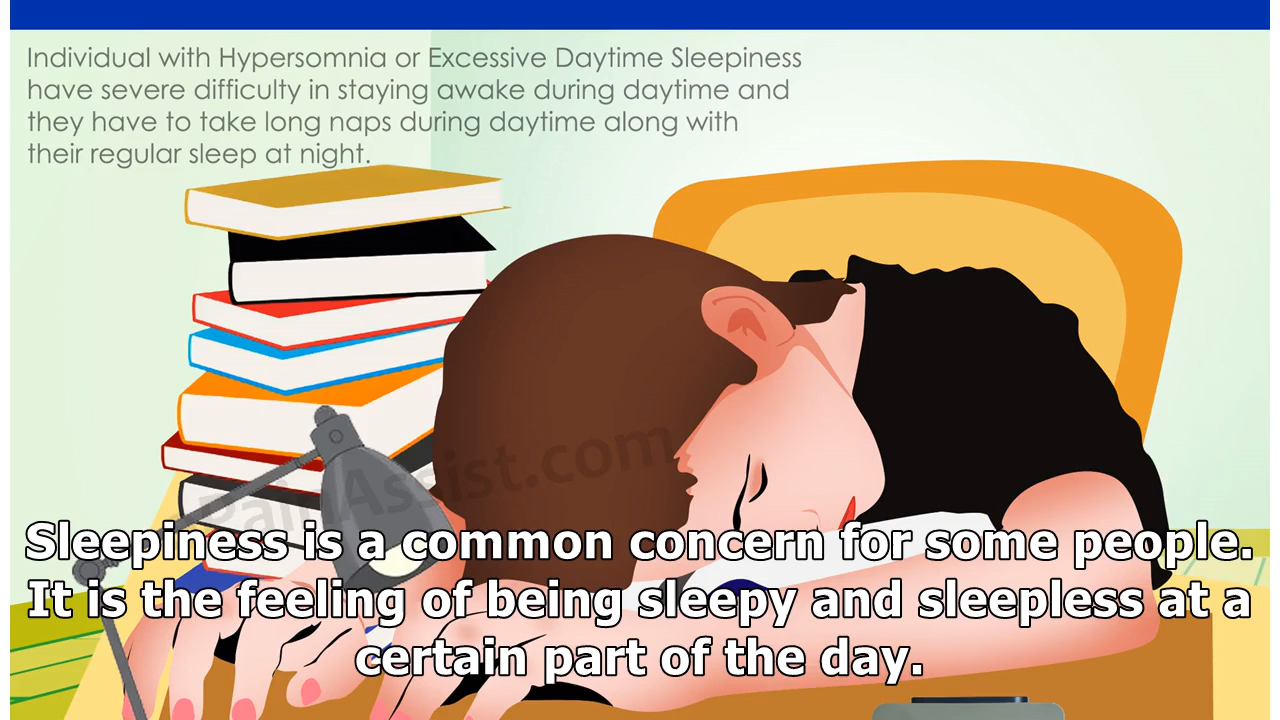 Individual with Hypersomnia or Excessive Daytime Sleepiness
have severe difficulty in staying awake during daytime and
they have to take long naps during daytime along with
their regular sleep at night.
PainAssist.com
Sleepiness is a common concern for some people.
It is the feeling of being sleepy and sleepless at a
certain part of the day.